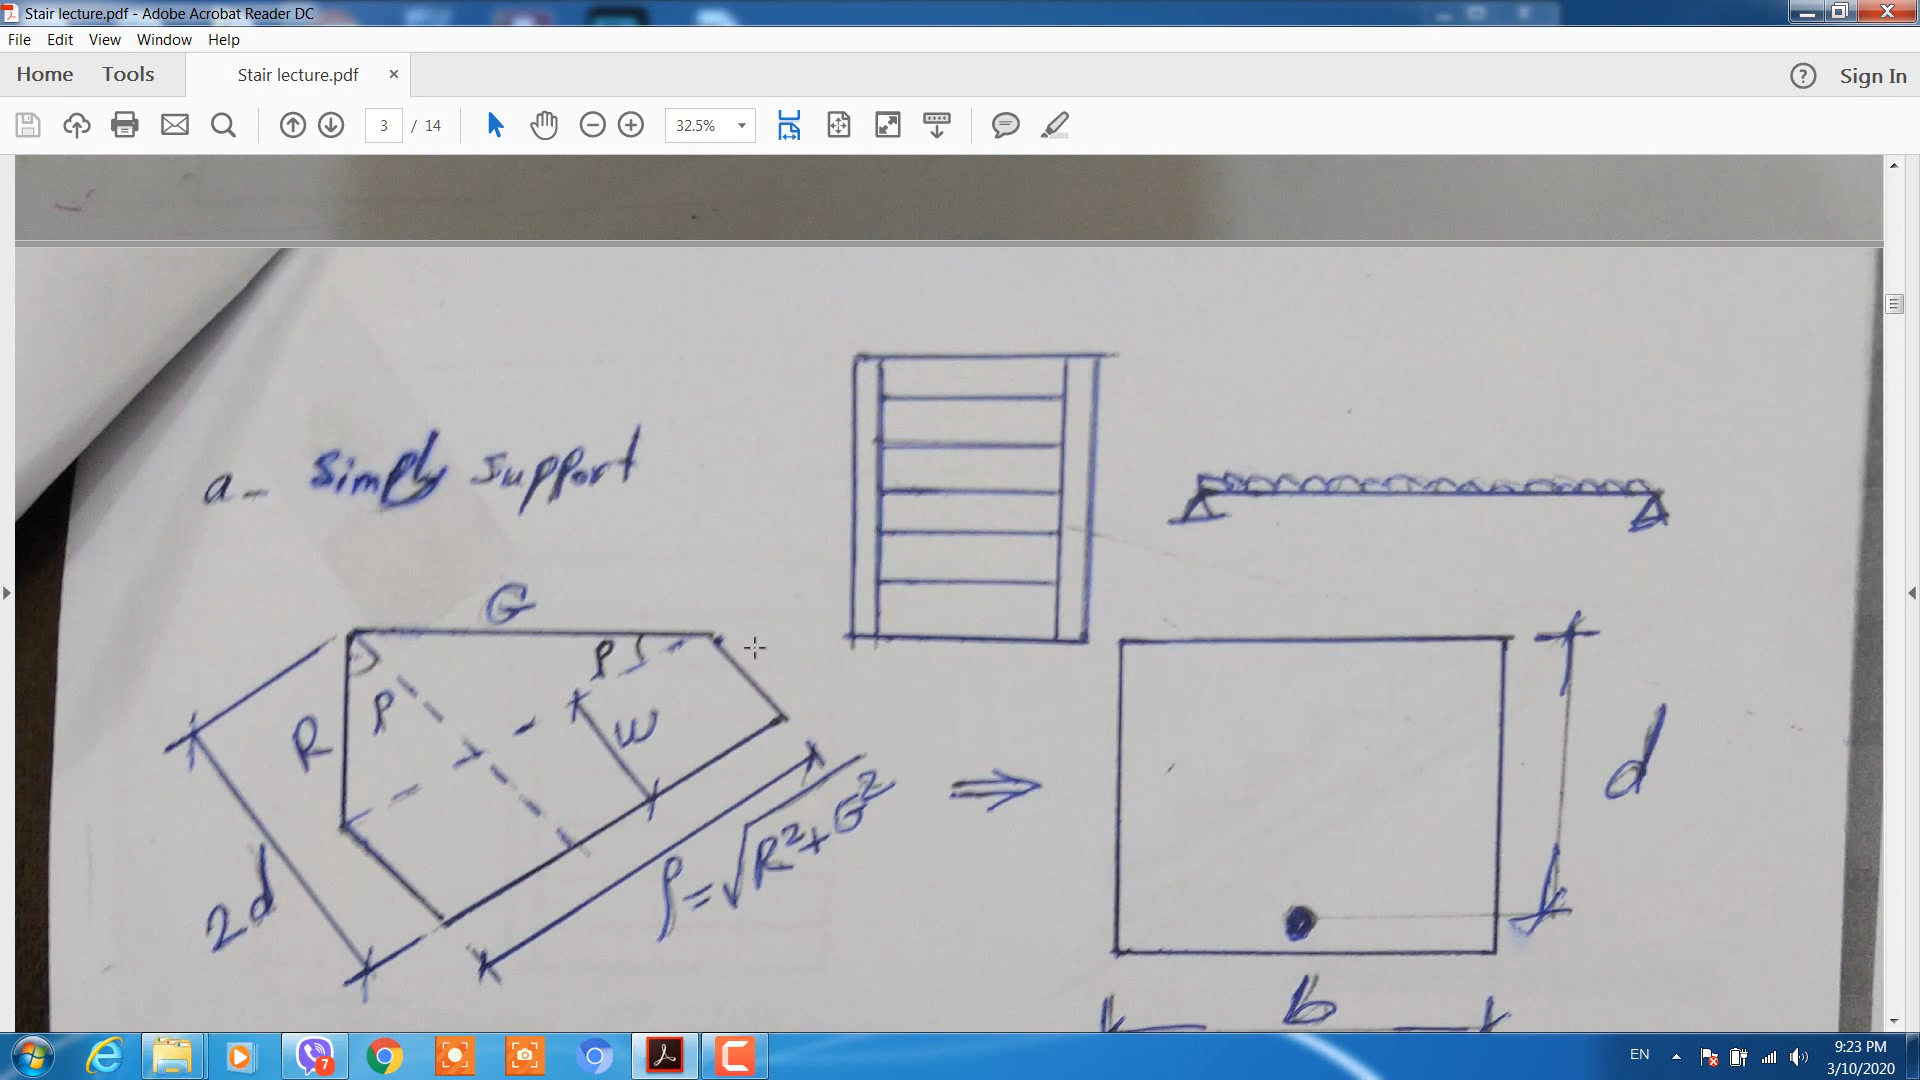 Stair lecture.pdf - Adobe Acrobat Reader DC
File Edit View Window Help
Home Tools Stair lecture.pdf × ? Sign In
3 / 14 32.5%
a- Simply support
G
R
P
P
W
2d
P = √R²+G²
⇒
d
b
7
EN
9:23 PM
3/10/2020